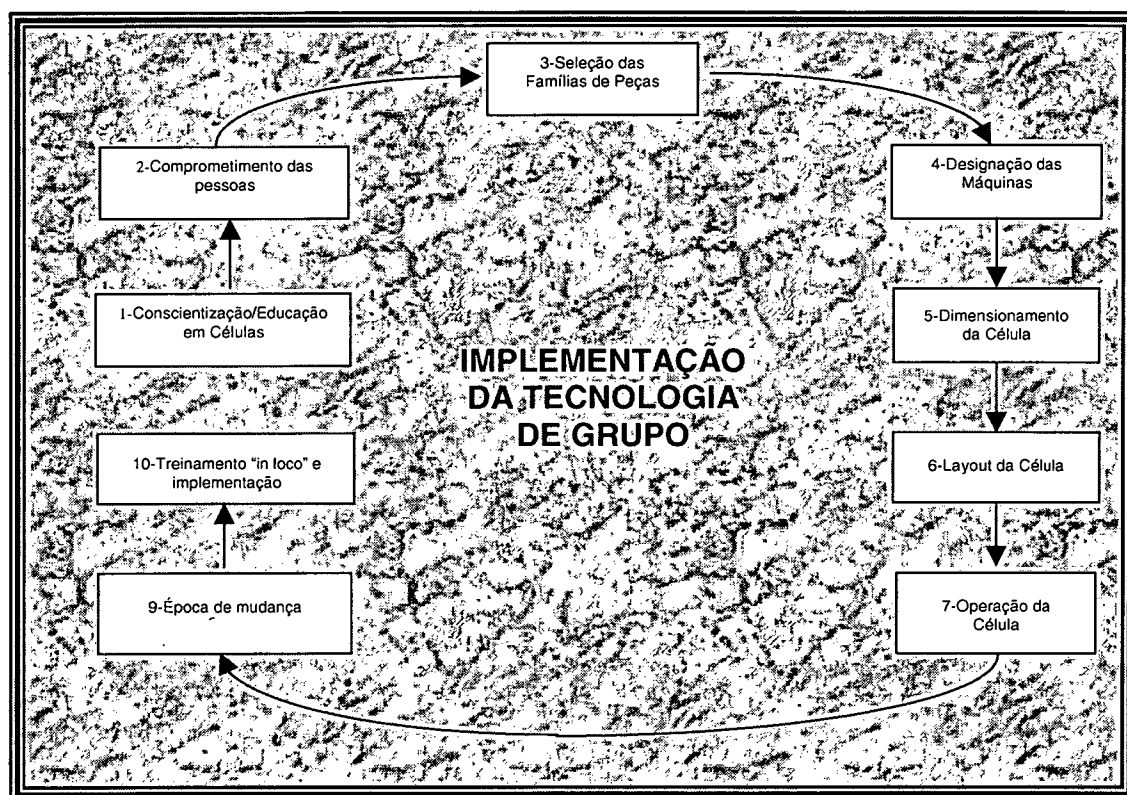 3-Seleção das
Famílias de Peças
2-Comprometimento das
pessoas
4-Designação das
Máquinas
1-Conscientização/Educação
em Células
5-Dimensionamento
da Célula
IMPLEMENTAÇÃO
DA TECNOLOGIA
DE GRUPO
10-Treinamento "in loco" e
implementação
6-Layout da Célula
9-Época de mudança
7-Operação da
Célula